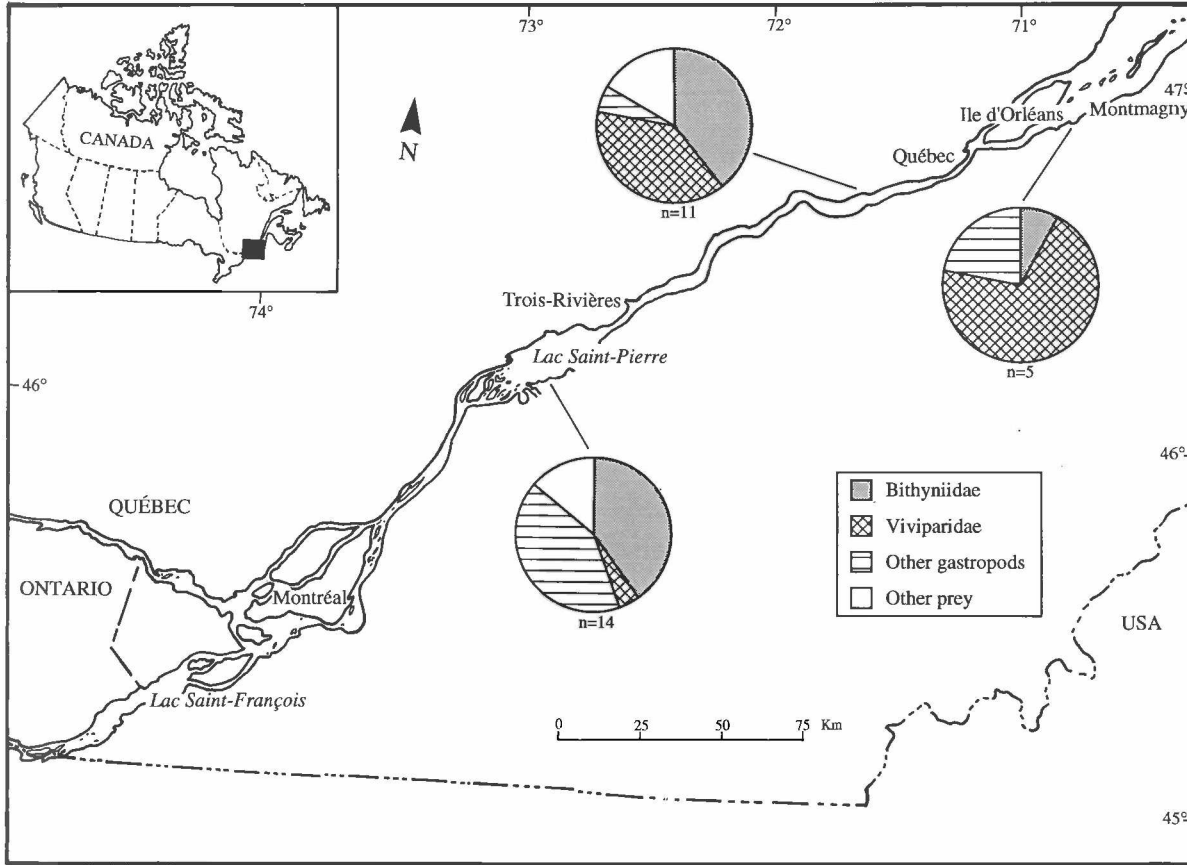 73°
72°
71°
CANADA
N
47°
Ile d'Orléans
Montmagny
Québec
n=11
74°
Trois-Rivières
Lac Saint-Pierre
n=5
46°
46°
QUÉBEC
Bithyniidae
Viviparidae
Other gastropods
Other prey
ONTARIO
Montréal
n=14
USA
Lac Saint-François
0 25 50 75 Km
45°